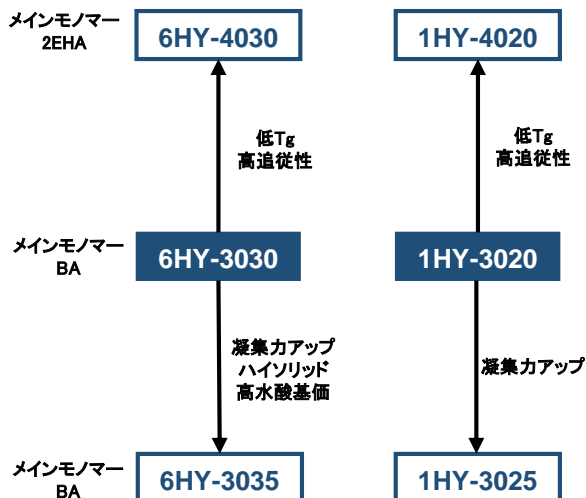 メインモノマー
2EHA
6HY-4030
1HY-4020
低Tg
高追従性
低Tg
高追従性
メインモノマー
BA
6HY-3030
1HY-3020
凝集力アップ
ハイソリッド
高水酸基価
凝集力アップ
メインモノマー
BA
6HY-3035
1HY-3025